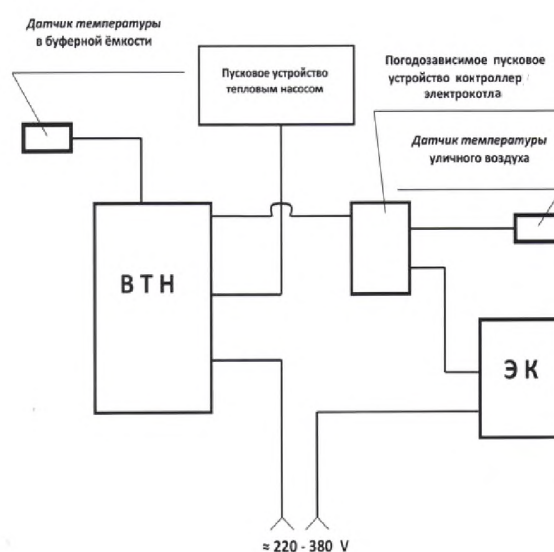 Датчик температуры
в буферной ёмкости
Пусковое устройство
тепловым насосом
Погодозависимое пусковое
устройство контроллер
электрокотла
Датчик температуры
уличного воздуха
ВТН
ЭК
≈ 220 - 380 V